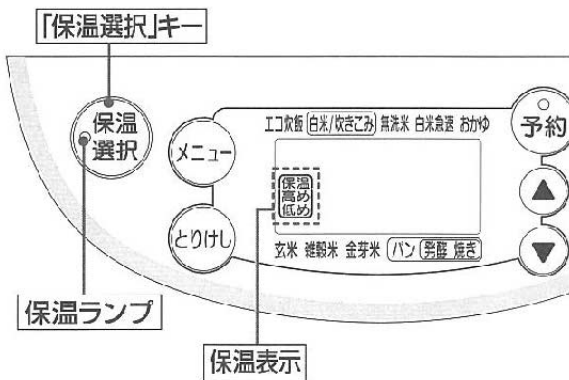 「保温選択」キー
保温
選択
メニュー
とりけし
エコ炊飯 白米/炊きこみ 無洗米 白米急速 おかゆ
保温
高め
低め
玄米 雑穀米 金芽米 パン 発酵 焼き
予約
▲
▼
保温ランプ
保温表示